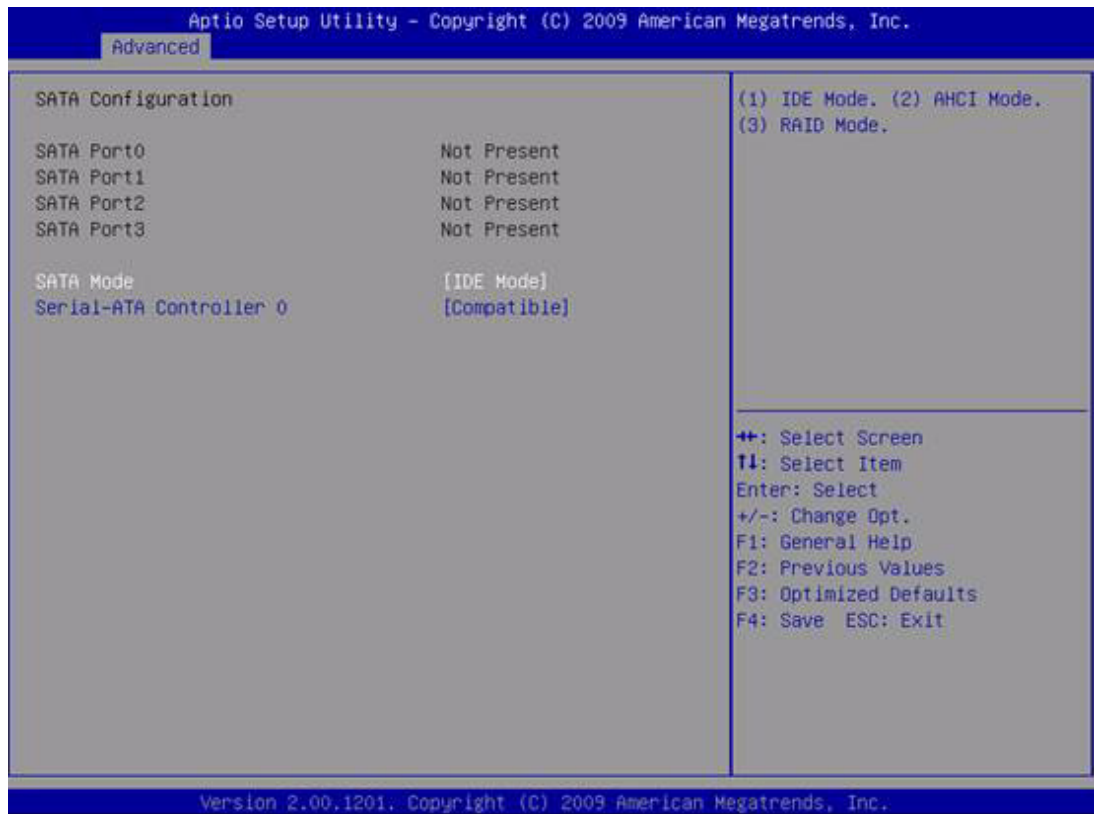 Aptio Setup Utility – Copyright (C) 2009 American Megatrends, Inc.
Advanced
SATA Configuration
SATA Port0 Not Present
SATA Port1 Not Present
SATA Port2 Not Present
SATA Port3 Not Present
SATA Mode [IDE Mode]
Serial-ATA Controller 0 [Compatible]
(1) IDE Mode. (2) AHCI Mode.
(3) RAID Mode.
→←: Select Screen
↑↓: Select Item
Enter: Select
+/-: Change Opt.
F1: General Help
F2: Previous Values
F3: Optimized Defaults
F4: Save ESC: Exit
Version 2.00.1201. Copyright (C) 2009 American Megatrends, Inc.